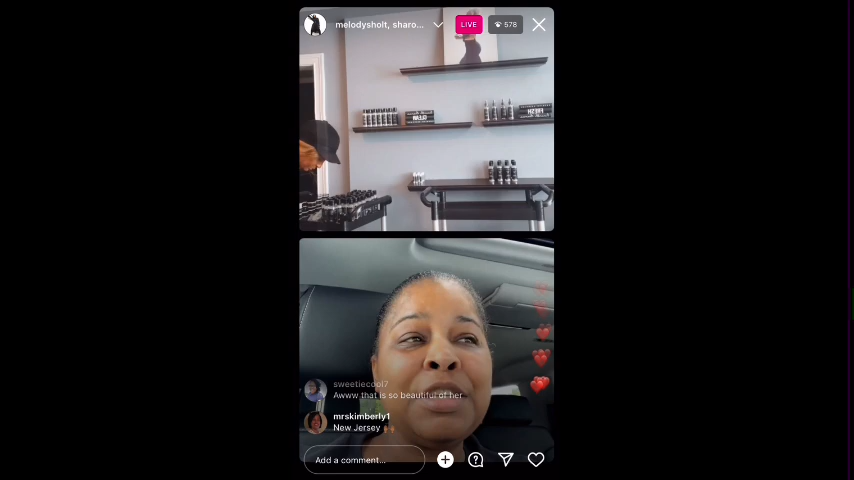 melodysholt, sharo...
LIVE
578
sweetiecool7
Awww that is so beautiful of her
mrskimberly1
New Jersey 🙌
Add a comment...